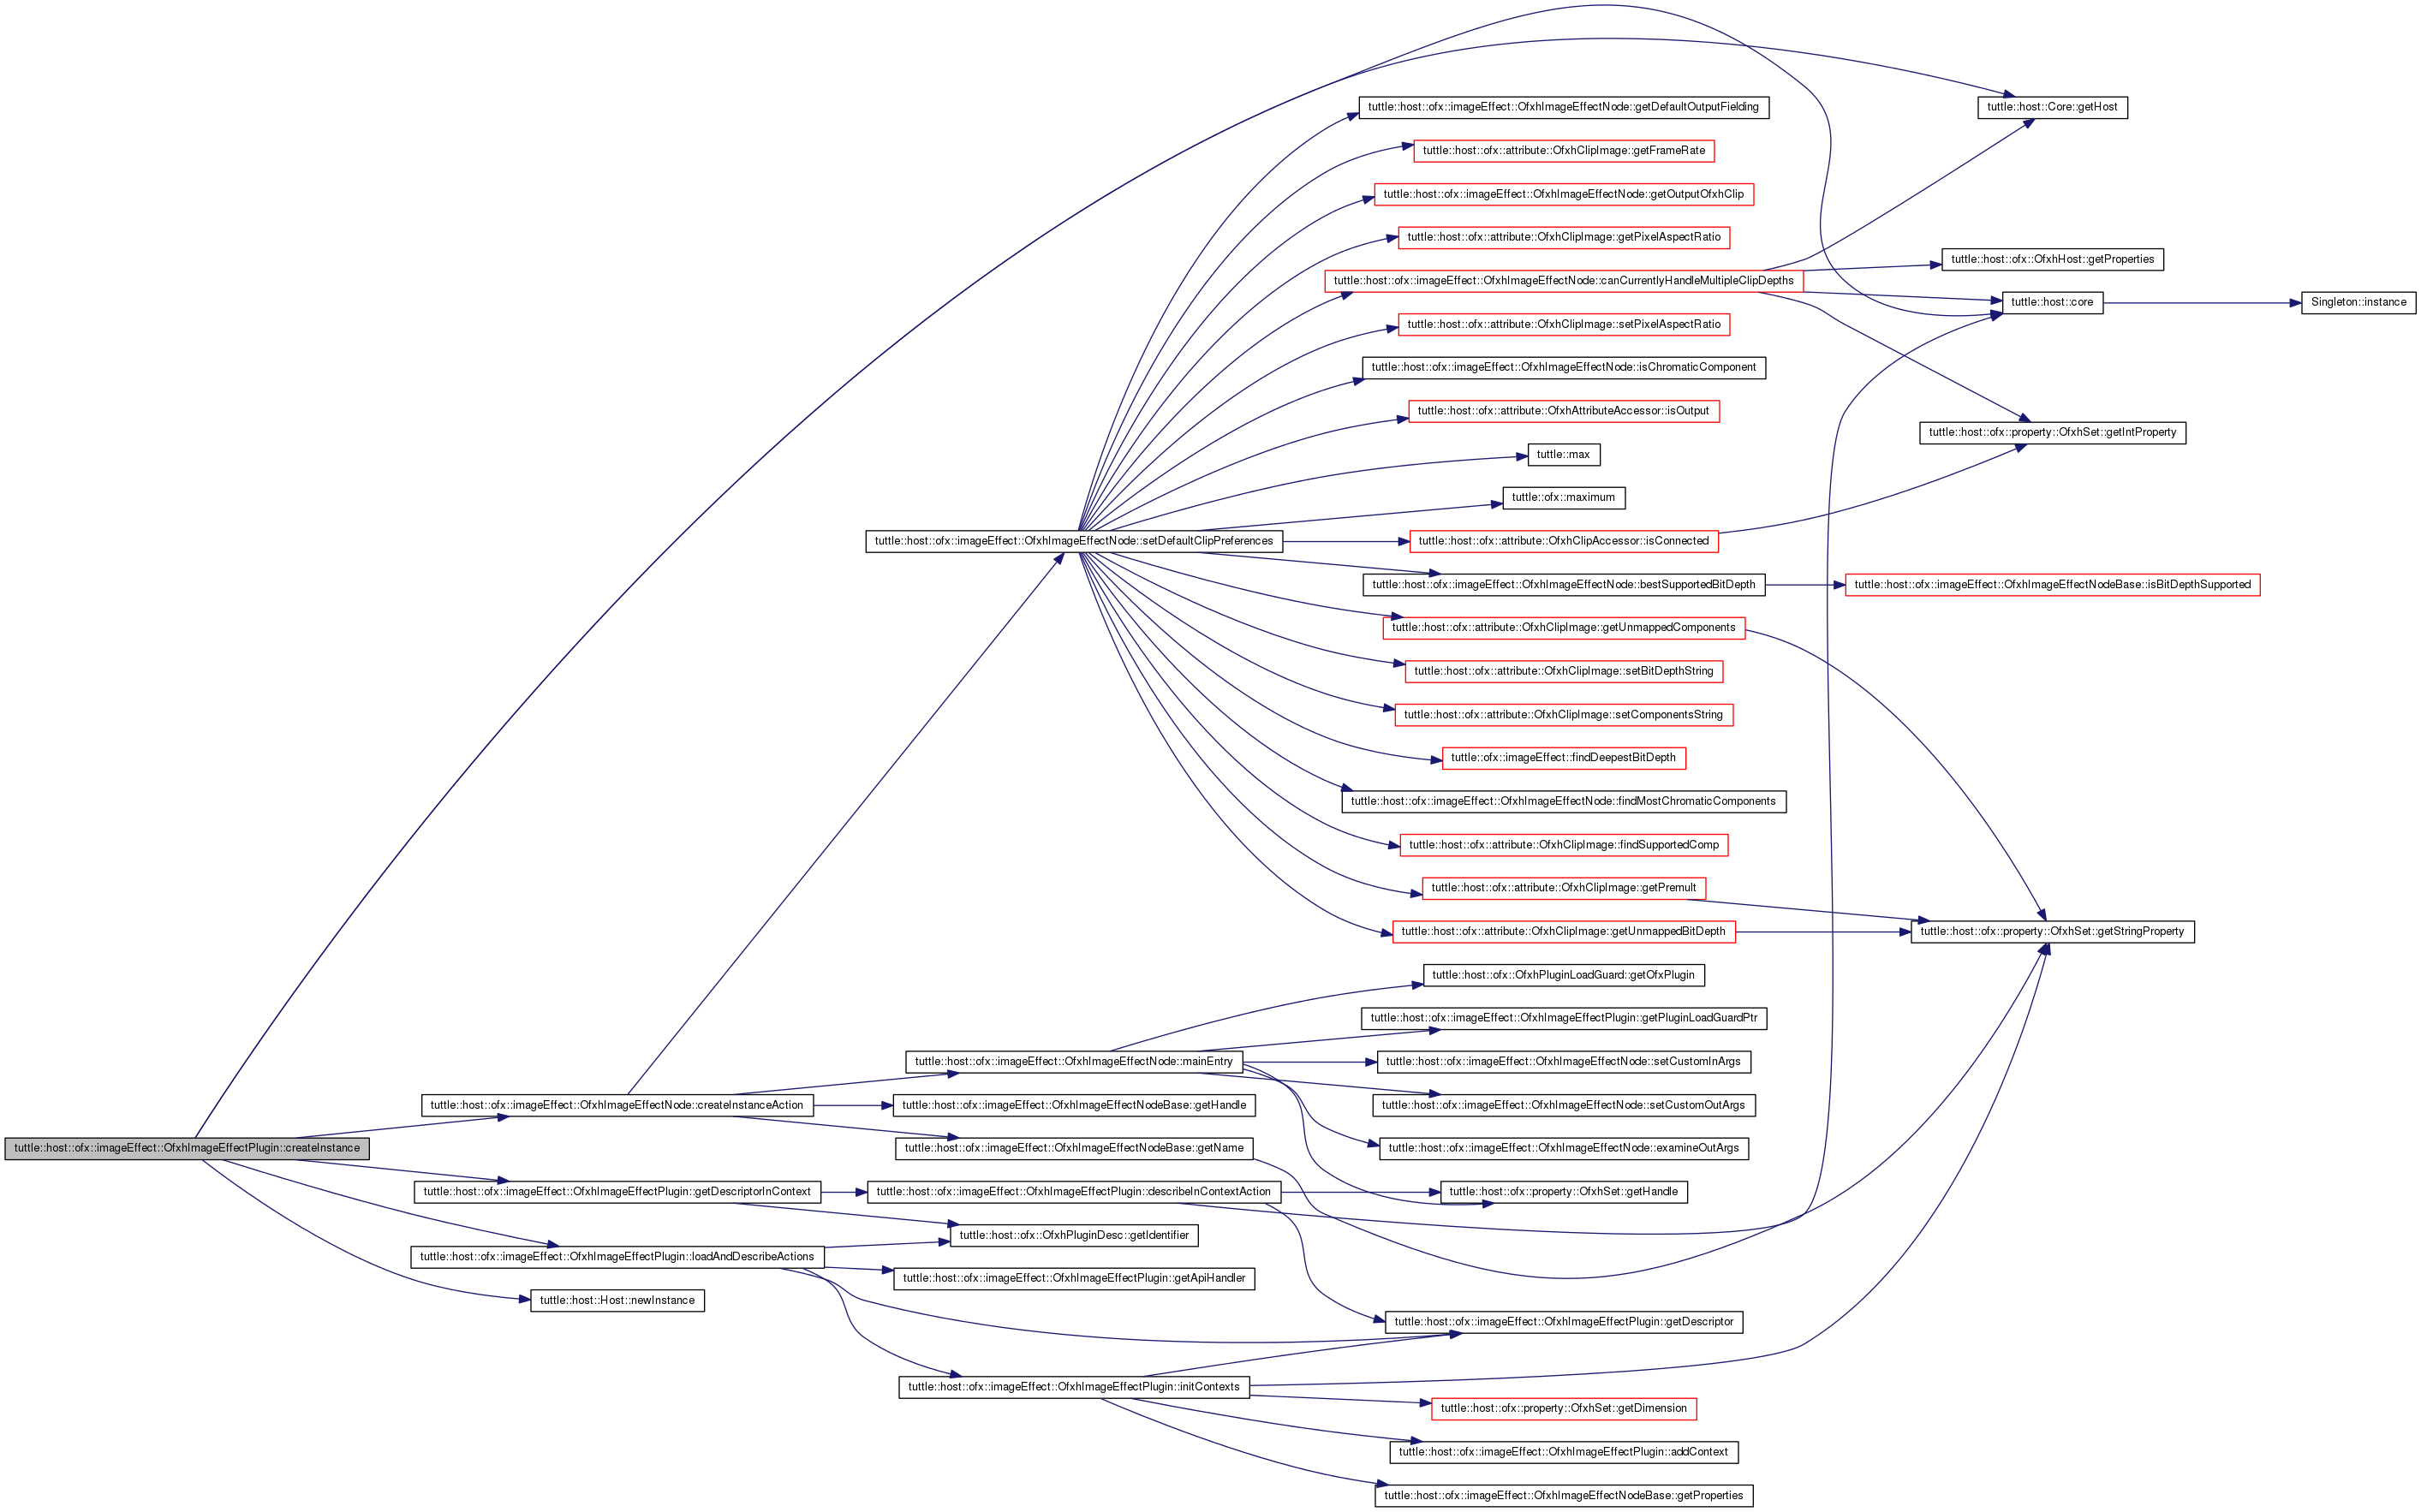 tuttle::host::ofx::imageEffect::OfxhImageEffectNode::getDefaultOutputFielding
tuttle::host::Core::getHost
tuttle::host::ofx::attribute::OfxhClipImage::getFrameRate
tuttle::host::ofx::imageEffect::OfxhImageEffectNode::getOutputOfxhClip
tuttle::host::ofx::attribute::OfxhClipImage::getPixelAspectRatio
tuttle::host::ofx::OfxhHost::getProperties
tuttle::host::ofx::imageEffect::OfxhImageEffectNode::canCurrentlyHandleMultipleClipDepths
tuttle::host::core
Singleton::instance
tuttle::host::ofx::attribute::OfxhClipImage::setPixelAspectRatio
tuttle::host::ofx::imageEffect::OfxhImageEffectNode::isChromaticComponent
tuttle::host::ofx::attribute::OfxhAttributeAccessor::isOutput
tuttle::host::ofx::property::OfxhSet::getIntProperty
tuttle::max
tuttle::ofx::maximum
tuttle::host::ofx::imageEffect::OfxhImageEffectNode::setDefaultClipPreferences
tuttle::host::ofx::attribute::OfxhClipAccessor::isConnected
tuttle::host::ofx::imageEffect::OfxhImageEffectNode::bestSupportedBitDepth
tuttle::host::ofx::imageEffect::OfxhImageEffectNodeBase::isBitDepthSupported
tuttle::host::ofx::attribute::OfxhClipImage::getUnmappedComponents
tuttle::host::ofx::attribute::OfxhClipImage::setBitDepthString
tuttle::host::ofx::attribute::OfxhClipImage::setComponentsString
tuttle::ofx::imageEffect::findDeepestBitDepth
tuttle::host::ofx::imageEffect::OfxhImageEffectNode::findMostChromaticComponents
tuttle::host::ofx::attribute::OfxhClipImage::findSupportedComp
tuttle::host::ofx::attribute::OfxhClipImage::getPremult
tuttle::host::ofx::attribute::OfxhClipImage::getUnmappedBitDepth
tuttle::host::ofx::property::OfxhSet::getStringProperty
tuttle::host::ofx::OfxhPluginLoadGuard::getOfxPlugin
tuttle::host::ofx::imageEffect::OfxhImageEffectPlugin::getPluginLoadGuardPtr
tuttle::host::ofx::imageEffect::OfxhImageEffectNode::mainEntry
tuttle::host::ofx::imageEffect::OfxhImageEffectNode::setCustomInArgs
tuttle::host::ofx::imageEffect::OfxhImageEffectNode::createInstanceAction
tuttle::host::ofx::imageEffect::OfxhImageEffectNodeBase::getHandle
tuttle::host::ofx::imageEffect::OfxhImageEffectNode::setCustomOutArgs
tuttle::host::ofx::imageEffect::OfxhImageEffectPlugin::createInstance
tuttle::host::ofx::imageEffect::OfxhImageEffectNodeBase::getName
tuttle::host::ofx::imageEffect::OfxhImageEffectNode::examineOutArgs
tuttle::host::ofx::imageEffect::OfxhImageEffectPlugin::getDescriptorInContext
tuttle::host::ofx::imageEffect::OfxhImageEffectPlugin::describeInContextAction
tuttle::host::ofx::property::OfxhSet::getHandle
tuttle::host::ofx::OfxhPluginDesc::getIdentifier
tuttle::host::ofx::imageEffect::OfxhImageEffectPlugin::loadAndDescribeActions
tuttle::host::ofx::imageEffect::OfxhImageEffectPlugin::getApiHandler
tuttle::host::Host::newInstance
tuttle::host::ofx::imageEffect::OfxhImageEffectPlugin::getDescriptor
tuttle::host::ofx::imageEffect::OfxhImageEffectPlugin::initContexts
tuttle::host::ofx::property::OfxhSet::getDimension
tuttle::host::ofx::imageEffect::OfxhImageEffectPlugin::addContext
tuttle::host::ofx::imageEffect::OfxhImageEffectNodeBase::getProperties